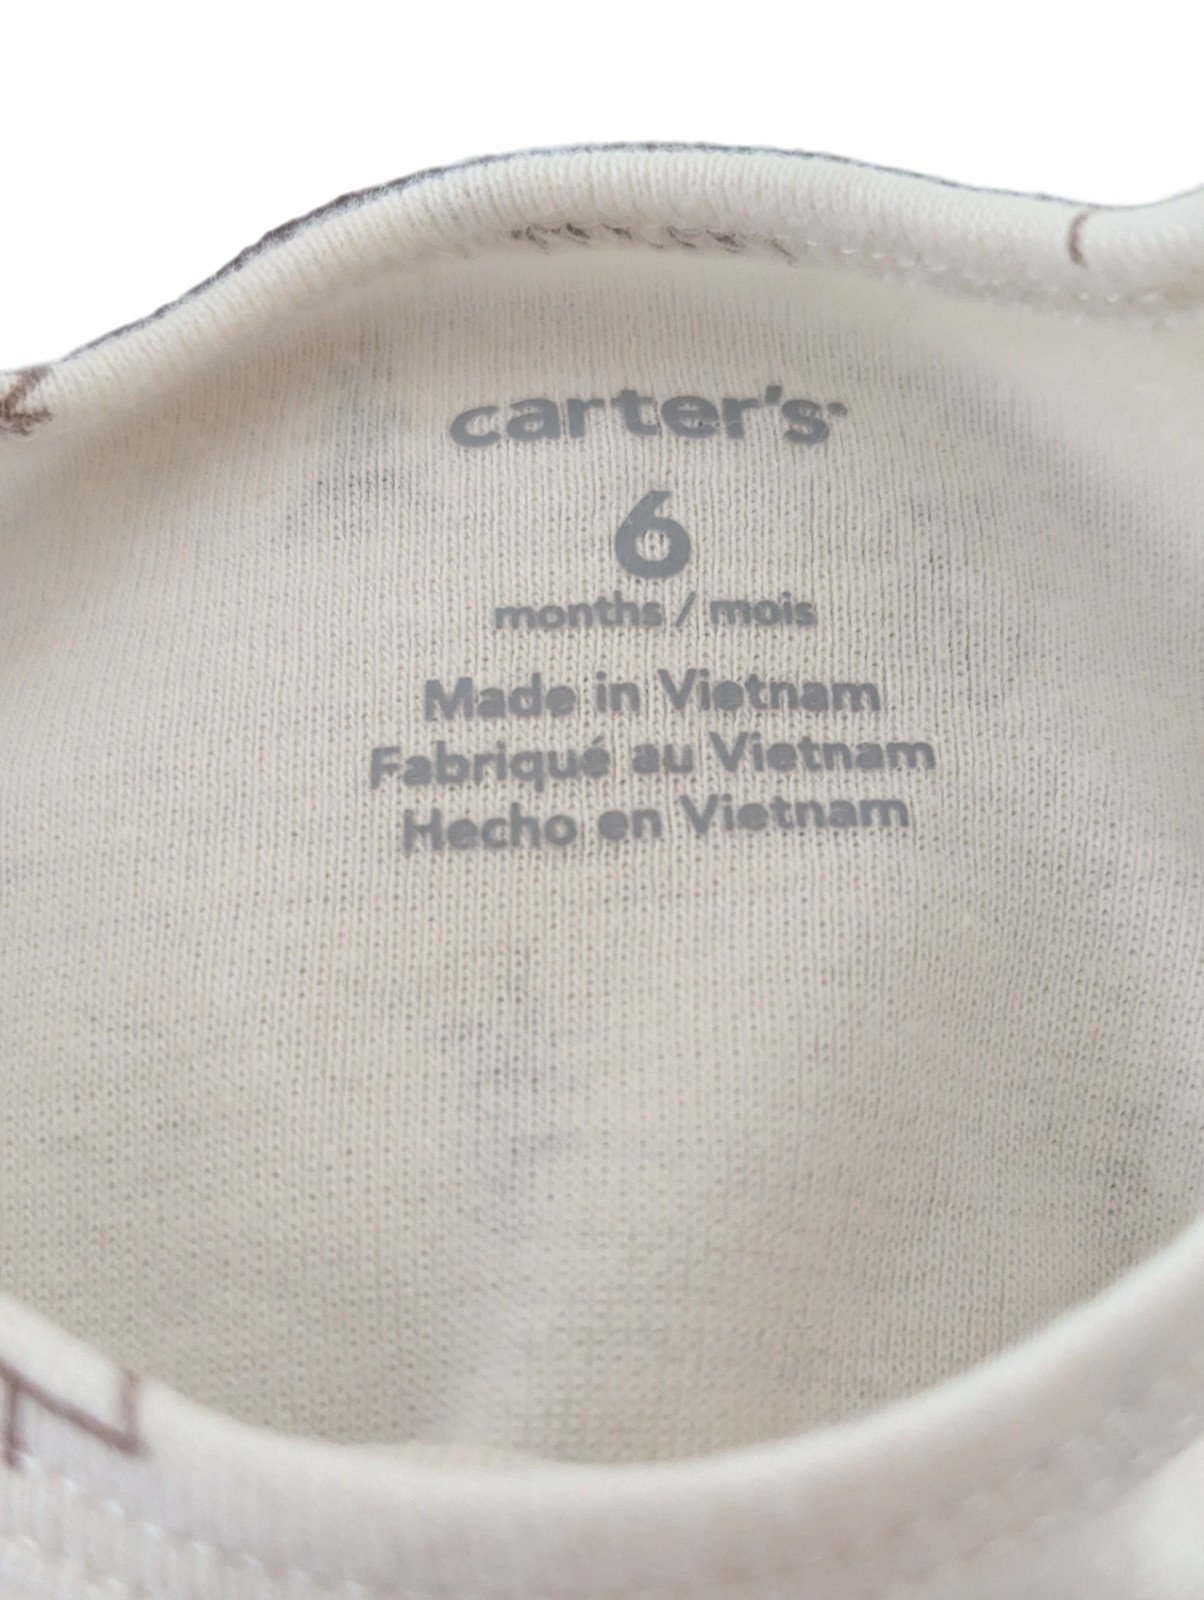 carter's
6
months / mois
Made in Vietnam
Fabriqué au Vietnam
Hecho en Vietnam